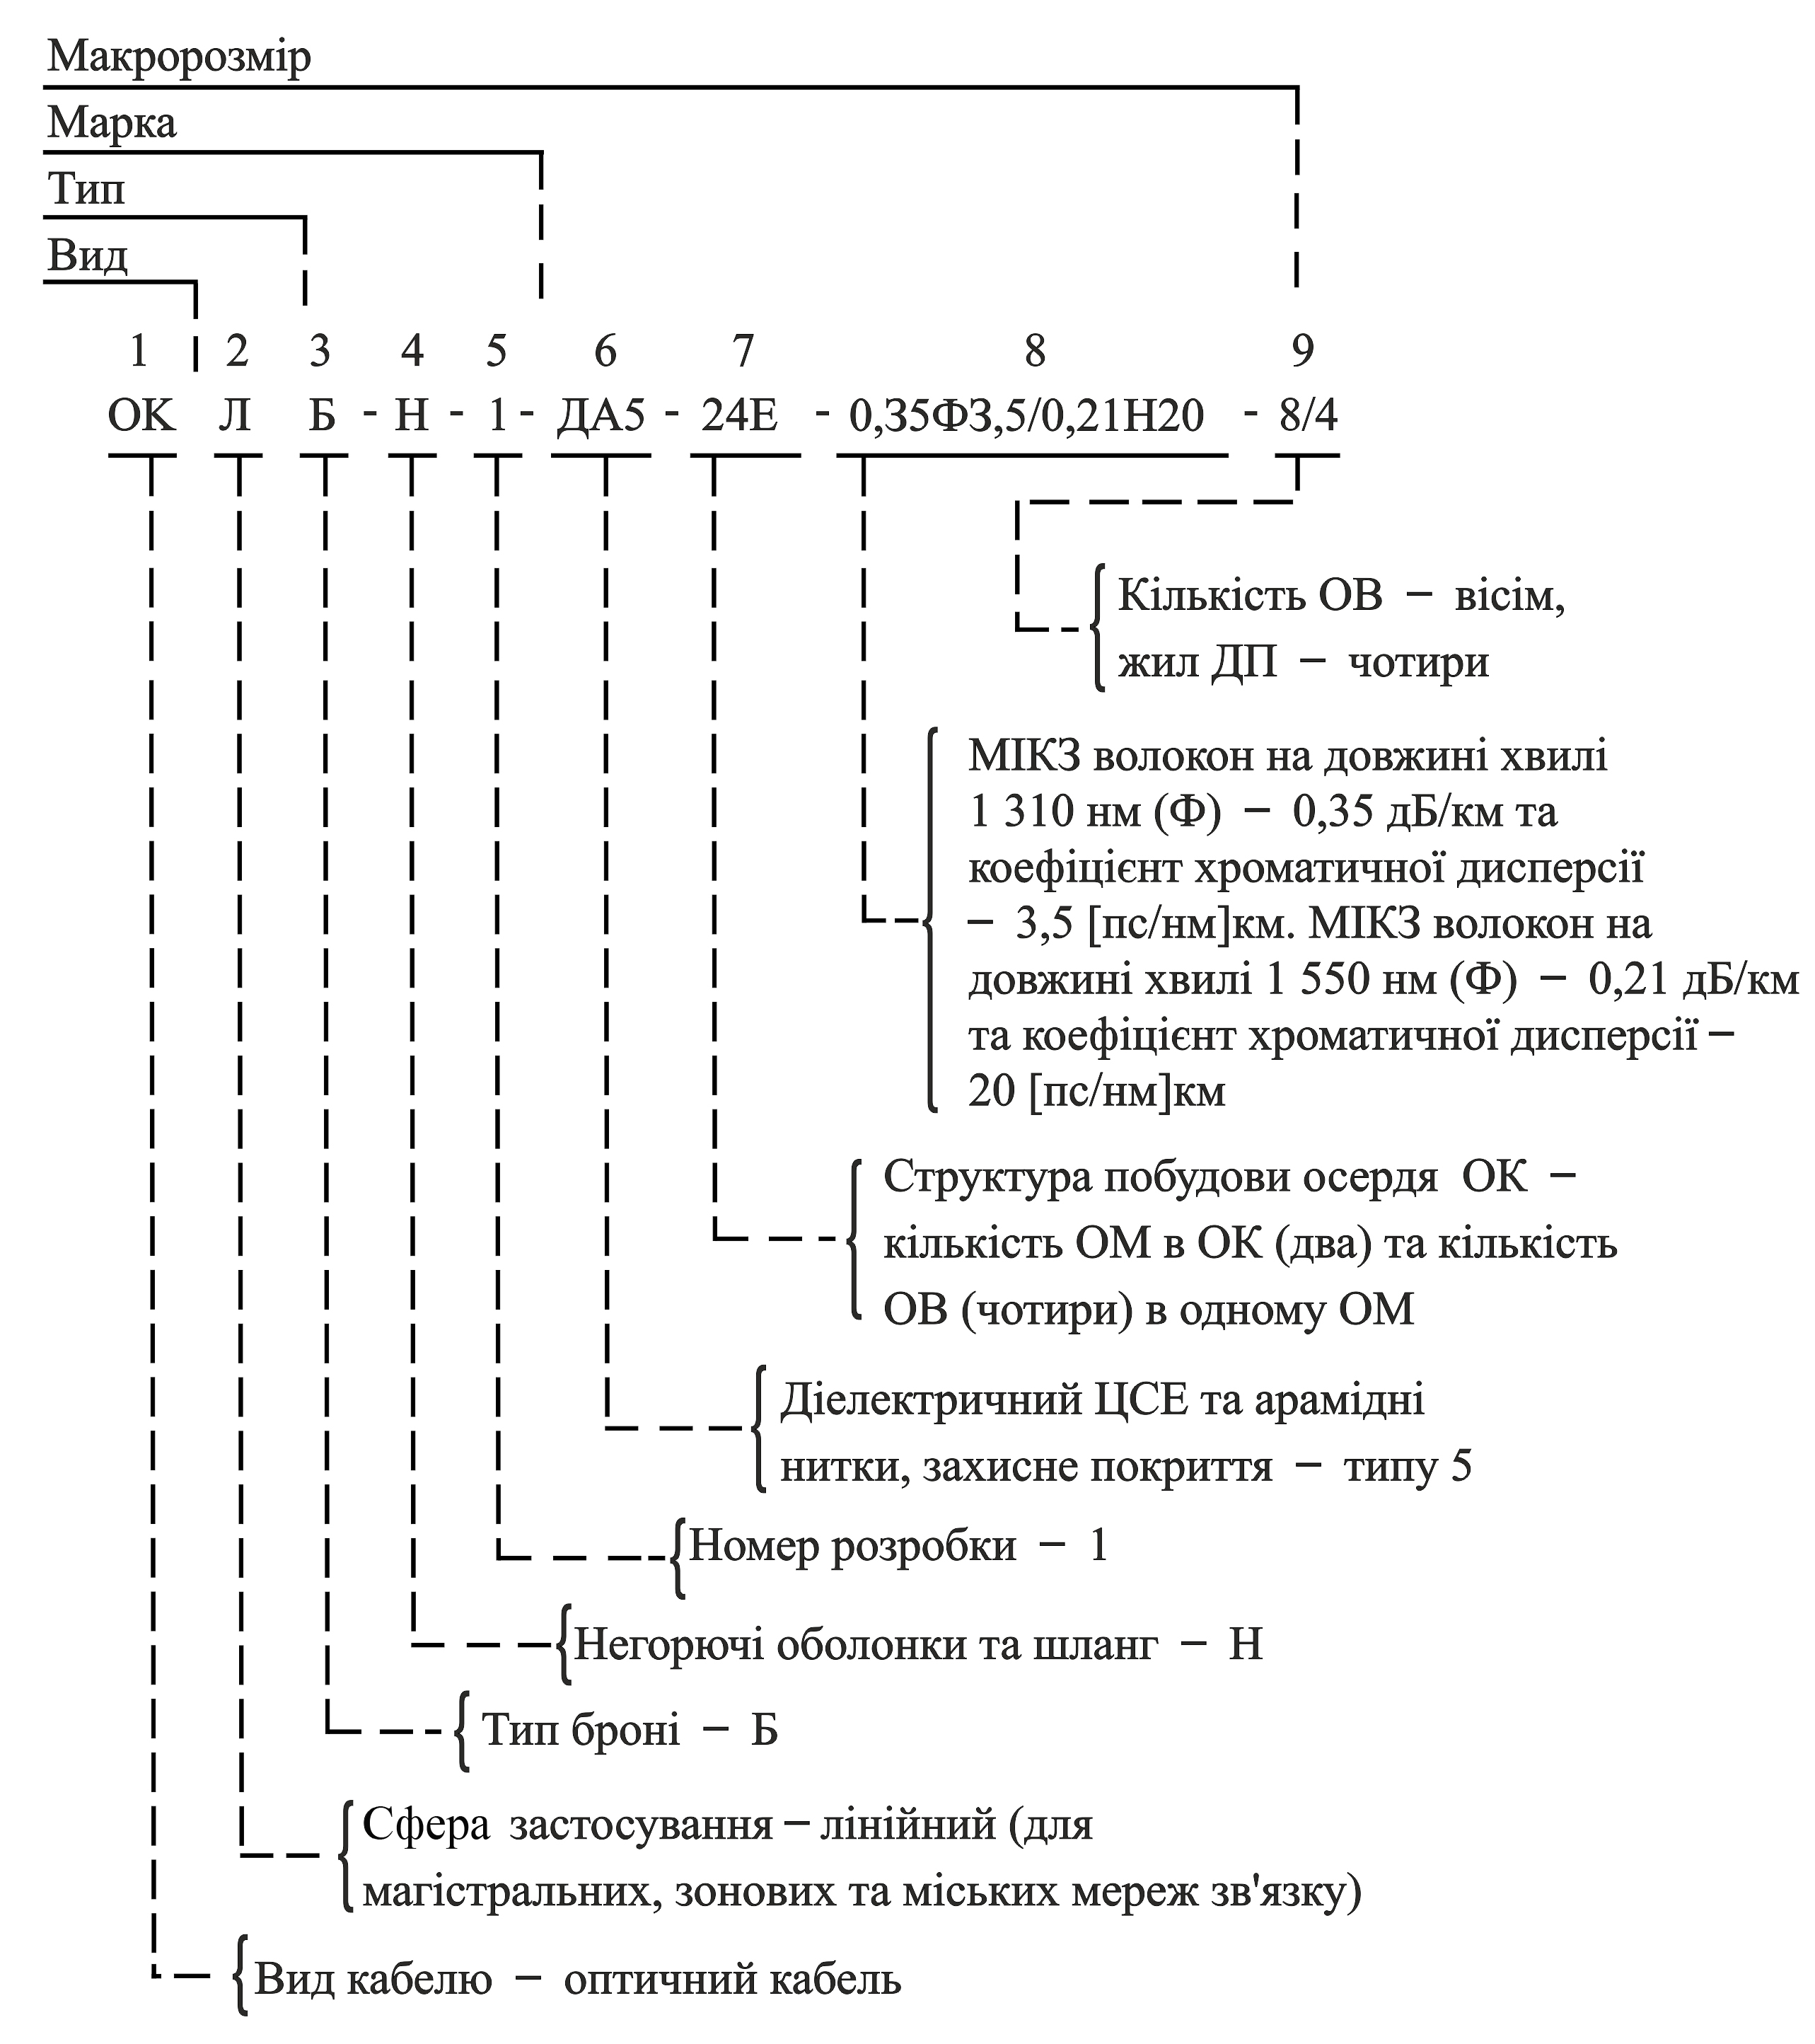 Макророзмір
Марка
Тип
Вид
1 2 3 4 5 6 7 8 9
ОК Л Б - Н - 1 - ДА5 - 24Е - 0,35Ф3,5/0,21Н20 - 8/4
Кількість ОВ – вісім,
жил ДП – чотири
МІКЗ волокон на довжині хвилі
1 310 нм (Ф) – 0,35 дБ/км та
коефіцієнт хроматичної дисперсії
– 3,5 [пс/нм]км. МІКЗ волокон на
довжині хвилі 1 550 нм (Ф) – 0,21 дБ/км
та коефіцієнт хроматичної дисперсії –
20 [пс/нм]км
Структура побудови осердя ОК –
кількість ОМ в ОК (два) та кількість
ОВ (чотири) в одному ОМ
Діелектричний ЦСЕ та арамідні
нитки, захисне покриття – типу 5
Номер розробки – 1
Негорючі оболонки та шланг – Н
Тип броні – Б
Сфера застосування – лінійний (для
магістральних, зонових та міських мереж зв'язку)
Вид кабелю – оптичний кабель